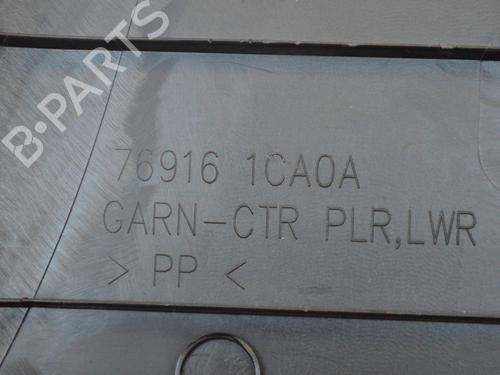 B-PARTS
76916 1CA0A
GARN-CTR PLR,LWR
> PP <